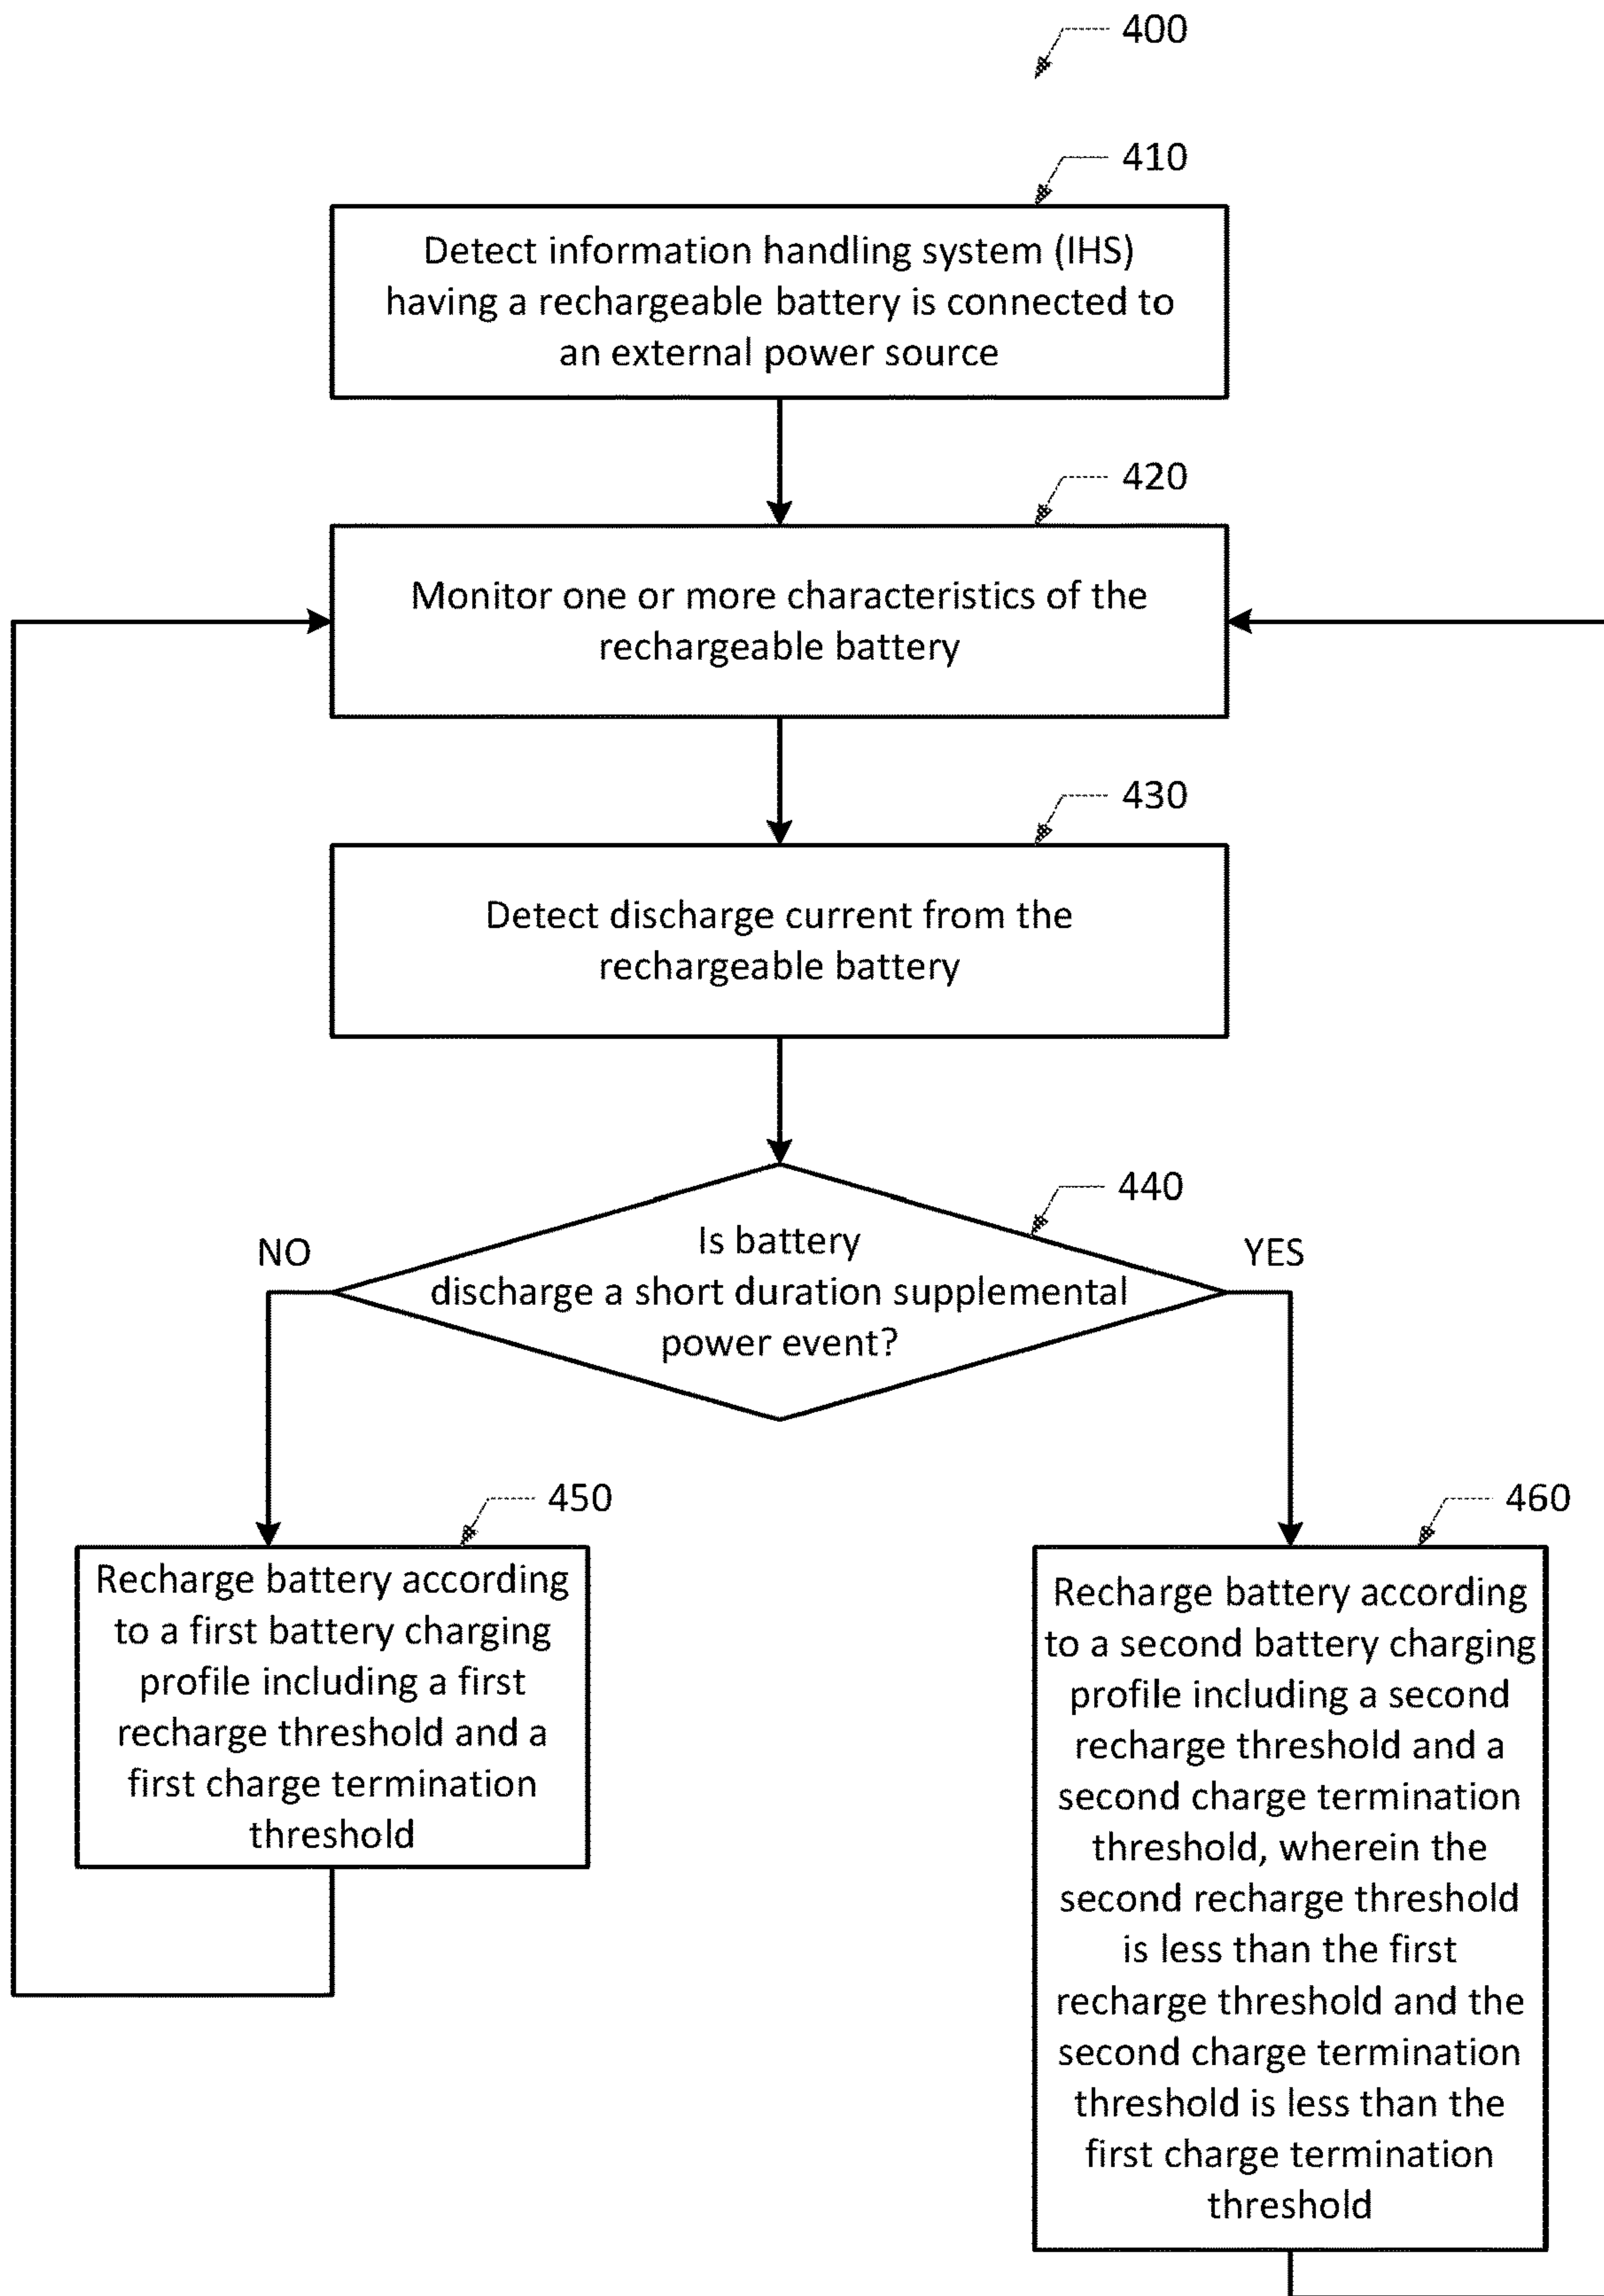 400
410
Detect information handling system (IHS)
having a rechargeable battery is connected to
an external power source
420
Monitor one or more characteristics of the
rechargeable battery
430
Detect discharge current from the
rechargeable battery
440
Is battery
discharge a short duration supplemental
power event?
NO
YES
450
Recharge battery according
to a first battery charging
profile including a first
recharge threshold and a
first charge termination
threshold
460
Recharge battery according
to a second battery charging
profile including a second
recharge threshold and a
second charge termination
threshold, wherein the
second recharge threshold
is less than the first
recharge threshold and the
second charge termination
threshold is less than the
first charge termination
threshold